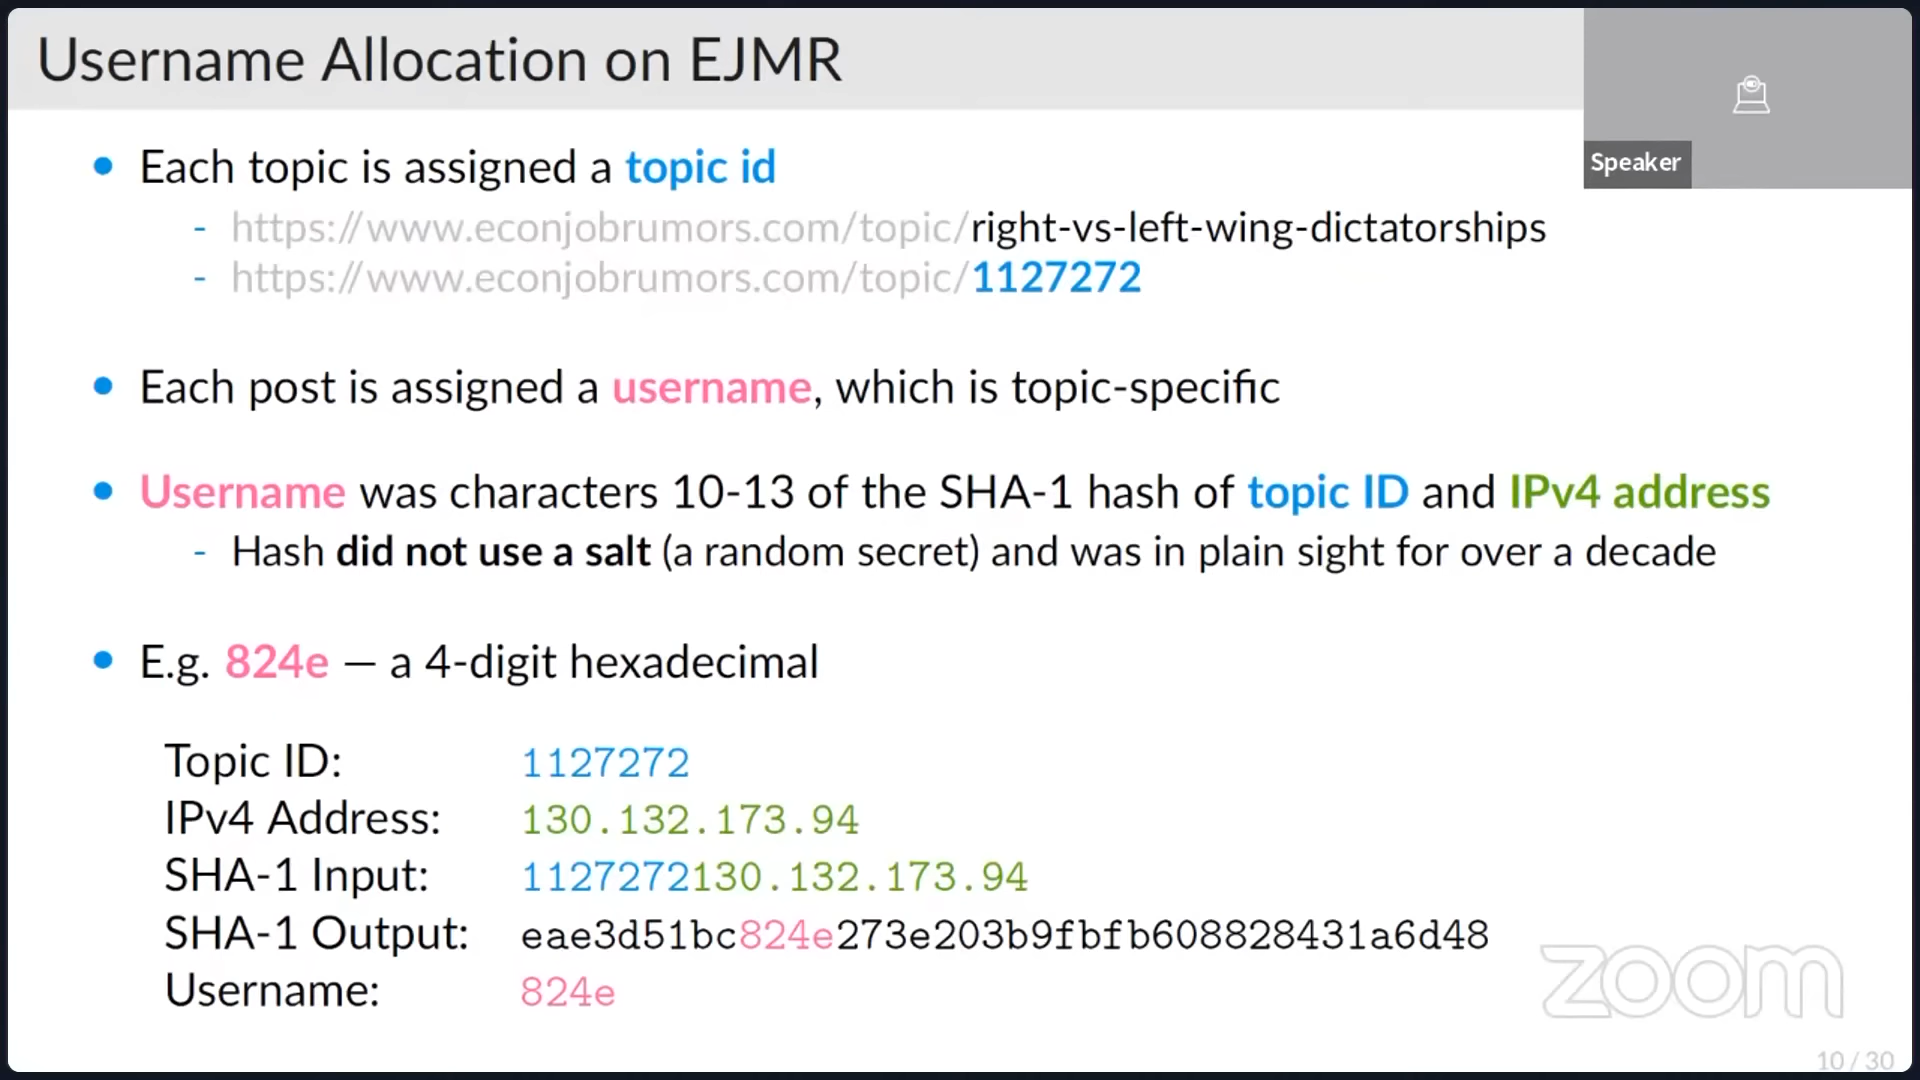 Username Allocation on EJMR
Speaker
• Each topic is assigned a topic id
- https://www.econjobrumors.com/topic/right-vs-left-wing-dictatorships
- https://www.econjobrumors.com/topic/1127272
• Each post is assigned a username, which is topic-specific
• Username was characters 10-13 of the SHA-1 hash of topic ID and IPv4 address
- Hash did not use a salt (a random secret) and was in plain sight for over a decade
• E.g. 824e — a 4-digit hexadecimal
Topic ID: 1127272
IPv4 Address: 130.132.173.94
SHA-1 Input: 1127272130.132.173.94
SHA-1 Output: eae3d51bc824e273e203b9fbfb608828431a6d48
Username: 824e
zoom
10 / 30